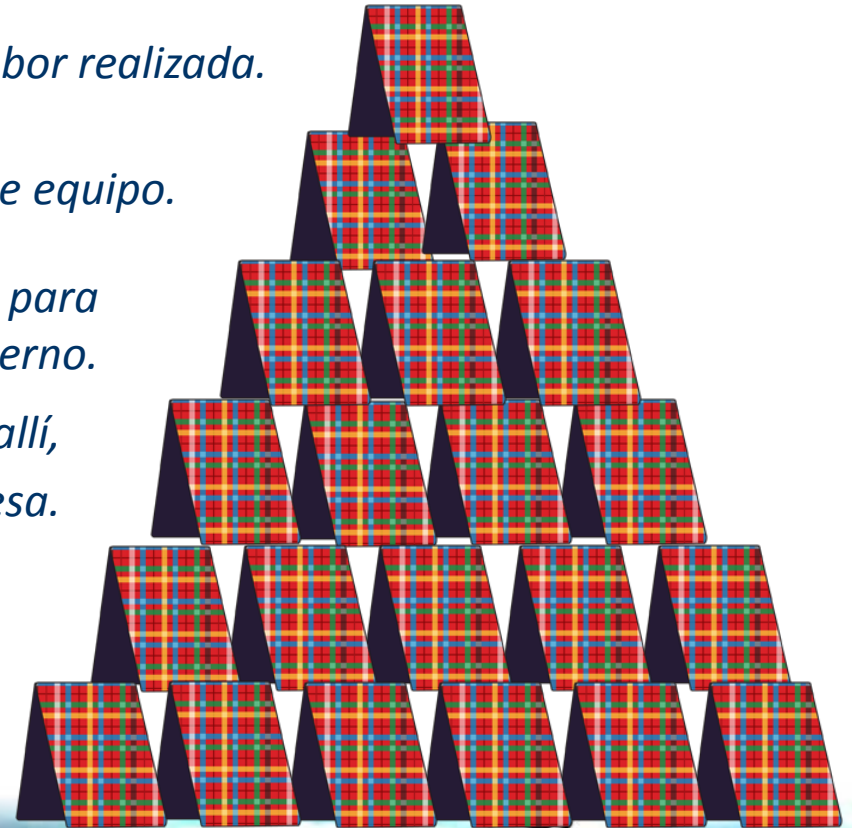 bor realizada.
e equipo.
para
erno.
allí,
esa.